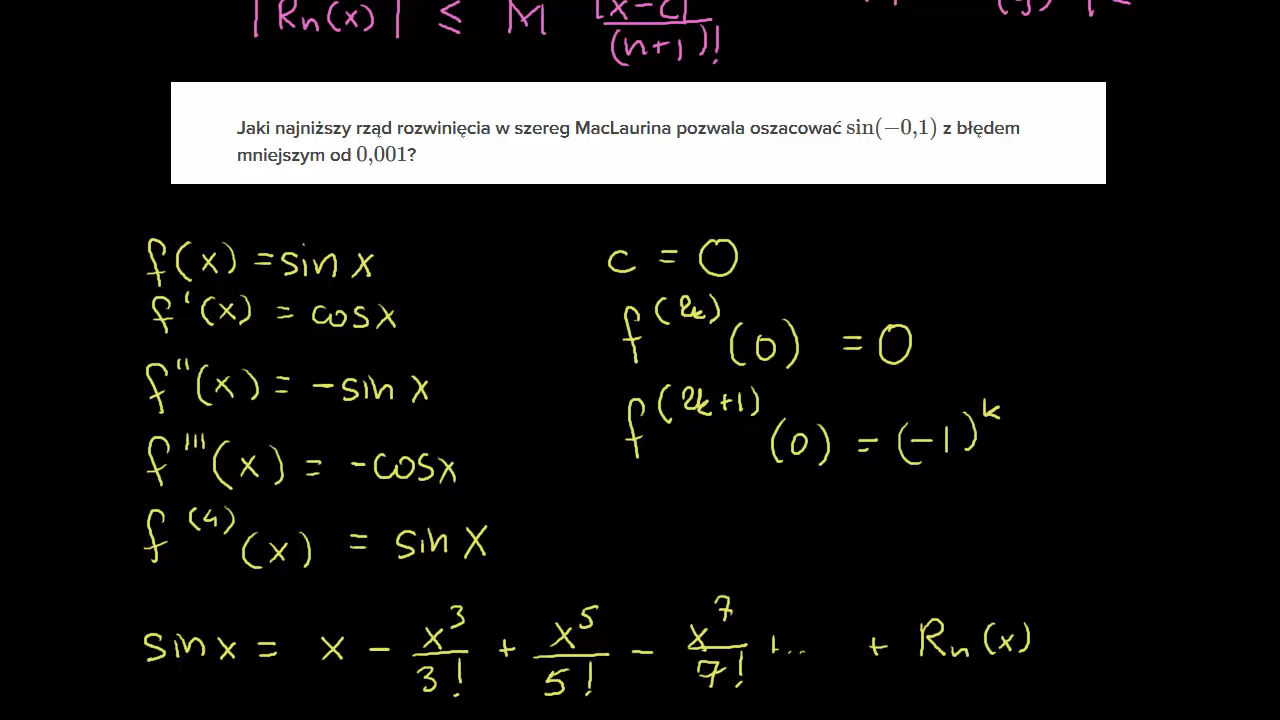 |Rn(x)| ≤ M |x-c| / (n+1)!
Jaki najniższy rząd rozwinięcia w szereg MacLaurina pozwala oszacować sin(−0,1) z błędem
mniejszym od 0,001?
f(x) = sin x
f'(x) = cosx
f''(x) = -sin x
f'''(x) = -cosx
f^(4)(x) = sin x
c = 0
f^(2k)(0) = 0
f^(2k+1)(0) = (-1)^k
sin x = x - x^3/3! + x^5/5! - x^7/7! + ... + Rn(x)